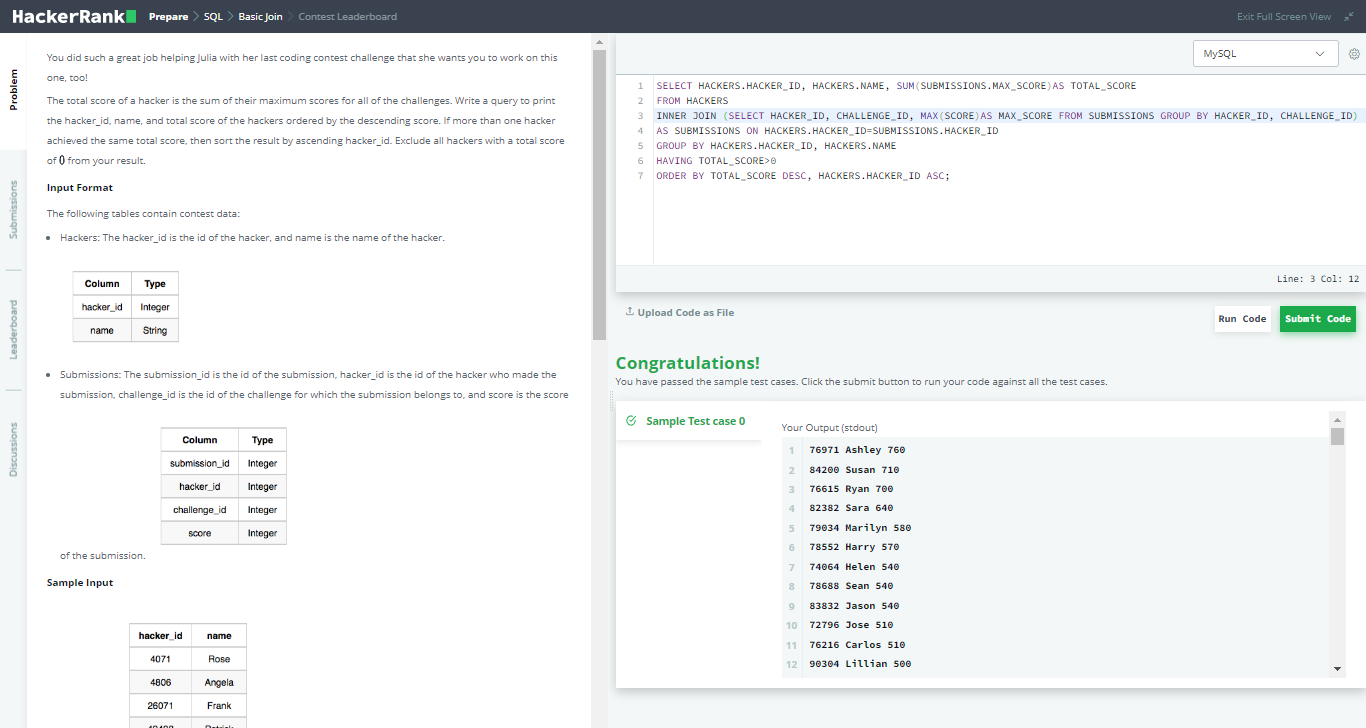 HackerRank
Prepare > SQL > Basic Join > Contest Leaderboard
Exit Full Screen View
Problem
Submissions
Leaderboard
Discussions
You did such a great job helping Julia with her last coding contest challenge that she wants you to work on this
one, too!
The total score of a hacker is the sum of their maximum scores for all of the challenges. Write a query to print
the hacker_id, name, and total score of the hackers ordered by the descending score. If more than one hacker
achieved the same total score, then sort the result by ascending hacker_id. Exclude all hackers with a total score
of 0 from your result.
Input Format
The following tables contain contest data:
• Hackers: The hacker_id is the id of the hacker, and name is the name of the hacker.
Column Type
hacker_id Integer
name String
• Submissions: The submission_id is the id of the submission, hacker_id is the id of the hacker who made the
submission, challenge_id is the id of the challenge for which the submission belongs to, and score is the score
Column Type
submission_id Integer
hacker_id Integer
challenge_id Integer
score Integer
of the submission.
Sample Input
hacker_id name
4071 Rose
4806 Angela
26071 Frank
MySQL
1 SELECT HACKERS.HACKER_ID, HACKERS.NAME, SUM(SUBMISSIONS.MAX_SCORE)AS TOTAL_SCORE
2 FROM HACKERS
3 INNER JOIN (SELECT HACKER_ID, CHALLENGE_ID, MAX(SCORE)AS MAX_SCORE FROM SUBMISSIONS GROUP BY HACKER_ID, CHALLENGE_ID)
4 AS SUBMISSIONS ON HACKERS.HACKER_ID=SUBMISSIONS.HACKER_ID
5 GROUP BY HACKERS.HACKER_ID, HACKERS.NAME
6 HAVING TOTAL_SCORE>0
7 ORDER BY TOTAL_SCORE DESC, HACKERS.HACKER_ID ASC;
Line: 3 Col: 12
Upload Code as File
Run Code
Submit Code
Congratulations!
You have passed the sample test cases. Click the submit button to run your code against all the test cases.
Sample Test case 0
Your Output (stdout)
1 76971 Ashley 760
2 84200 Susan 710
3 76615 Ryan 700
4 82382 Sara 640
5 79034 Marilyn 580
6 78552 Harry 570
7 74064 Helen 540
8 78688 Sean 540
9 83832 Jason 540
10 72796 Jose 510
11 76216 Carlos 510
12 90304 Lillian 500